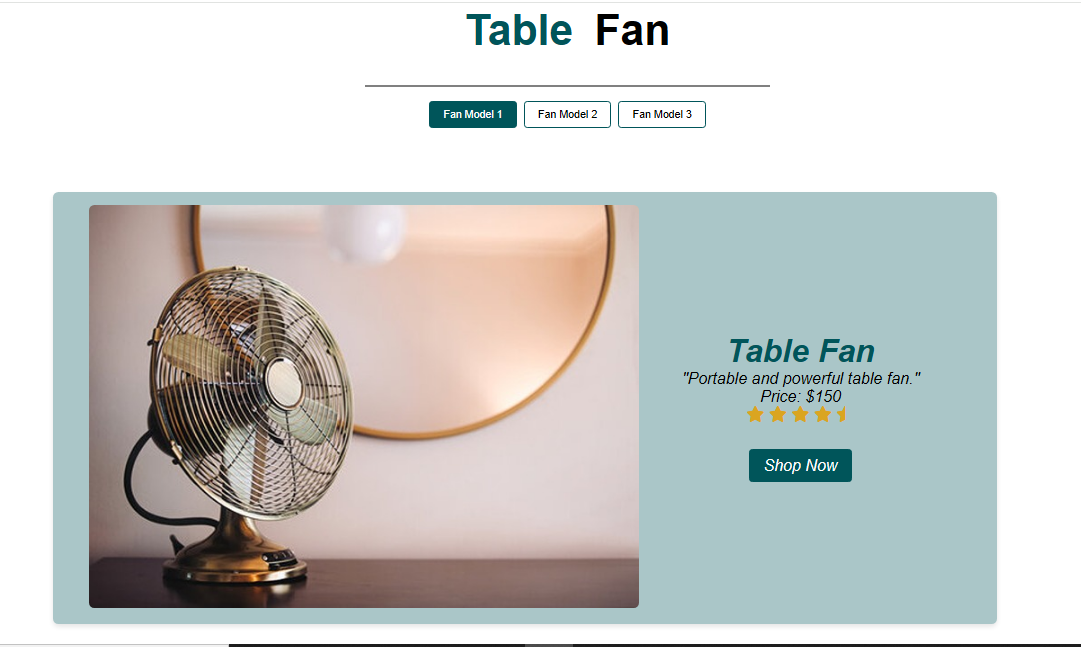 Table Fan
Fan Model 1 Fan Model 2 Fan Model 3
Table Fan
"Portable and powerful table fan."
Price: $150
Shop Now